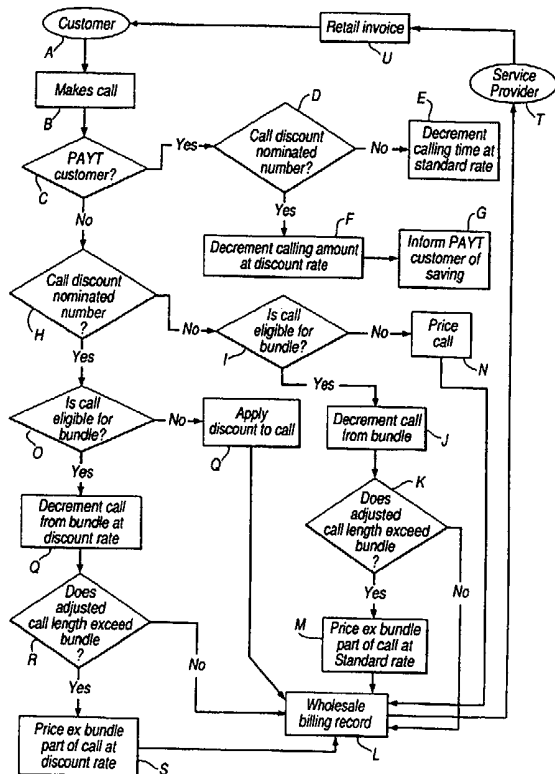 Customer
A
Retail invoice
U
Service
Provider
T
Makes call
B
D
E
PAYT
customer?
C
Yes
Call discount
nominated
number?
No
Decrement
calling time at
standard rate
No
Yes
F
G
Decrement calling amount
at discount rate
Inform PAYT
customer of
saving
Call discount
nominated
number
?
H
No
Is call
eligible for
bundle?
I
No
Price
call
N
Yes
Yes
Is call
eligible for
bundle?
O
No
Apply
discount to call
Q
Decrement call
from bundle
J
K
Yes
Decrement call
from bundle at
discount rate
Q
Does
adjusted
call length exceed
bundle
?
Yes
No
Does
adjusted
call length exceed
bundle
?
R
No
M
Price ex bundle
part of call at
Standard rate
Yes
Price ex bundle
part of call at
discount rate
S
Wholesale
billing record
L